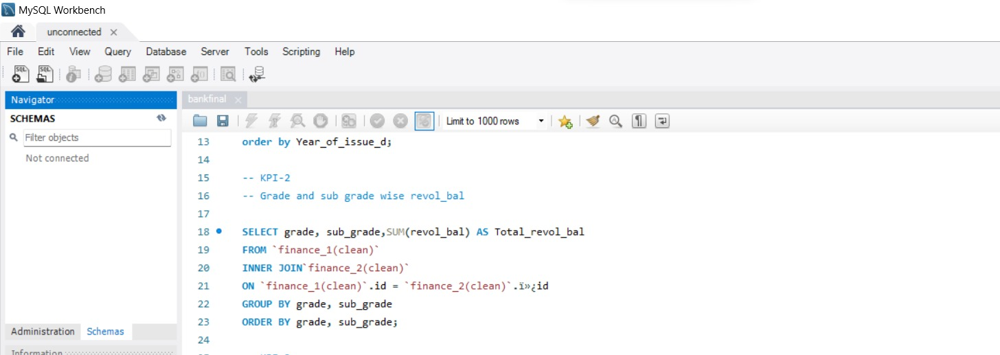 MySQL Workbench
unconnected
File Edit View Query Database Server Tools Scripting Help
Navigator
bankfinal
SCHEMAS
Limit to 1000 rows
Filter objects
Not connected
13 order by Year_of_issue_d;
14
15 -- KPI-2
16 -- Grade and sub grade wise revol_bal
17
18 SELECT grade, sub_grade,SUM(revol_bal) AS Total_revol_bal
19 FROM `finance_1(clean)`
20 INNER JOIN`finance_2(clean)`
21 ON `finance_1(clean)`.id = `finance_2(clean)`.ï»¿id
22 GROUP BY grade, sub_grade
23 ORDER BY grade, sub_grade;
24
Administration Schemas
Information